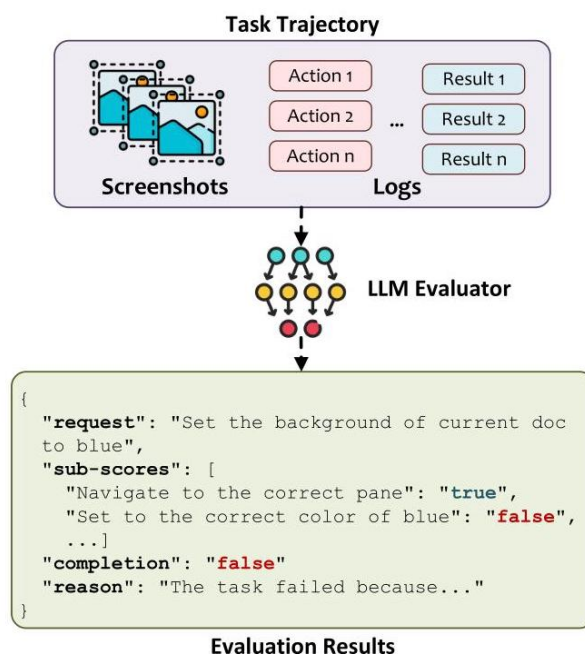 Task Trajectory
Action 1
Result 1
Action 2
...
Result 2
Action n
Result n
Screenshots
Logs
LLM Evaluator
{
"request": "Set the background of current doc
to blue",
"sub-scores": [
"Navigate to the correct pane": "true",
"Set to the correct color of blue": "false",
...]
"completion": "false"
"reason": "The task failed because..."
}
Evaluation Results